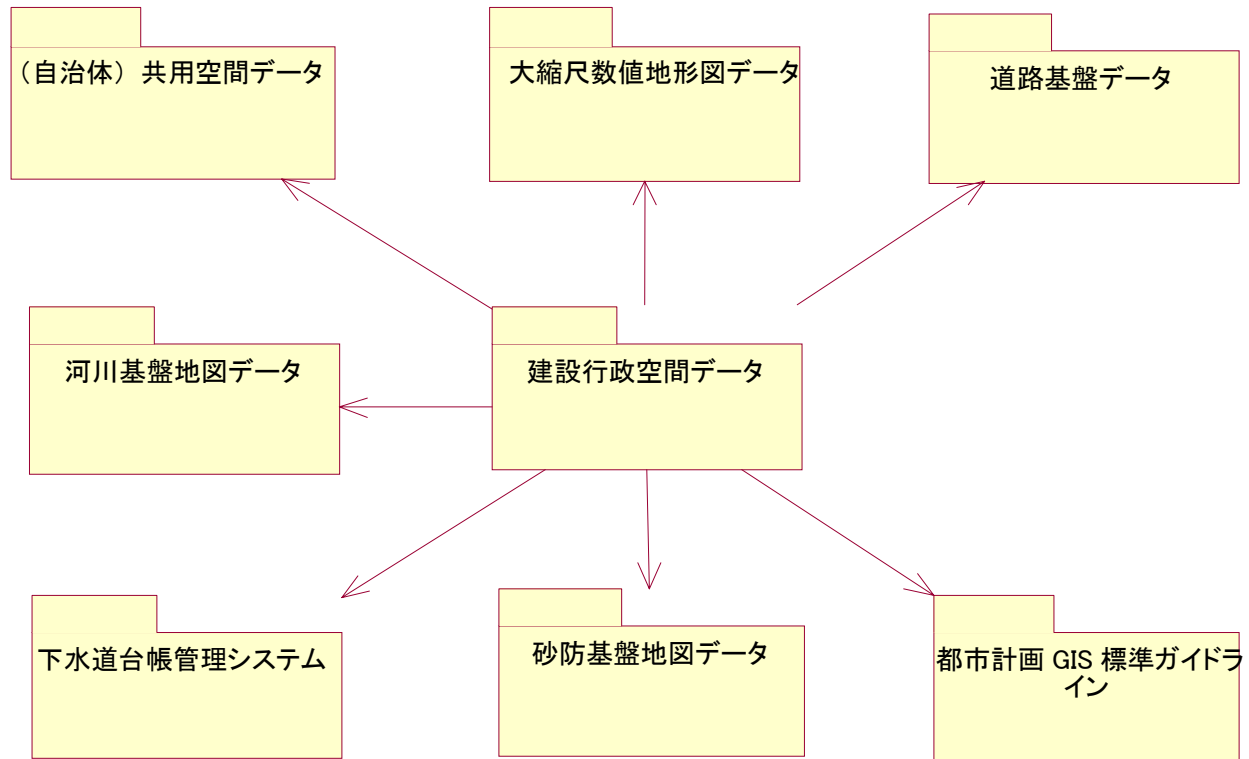 （自治体）共用空間データ
大縮尺数値地形図データ
道路基盤データ
河川基盤地図データ
建設行政空間データ
下水道台帳管理システム
砂防基盤地図データ
都市計画 GIS 標準ガイドラ
イン